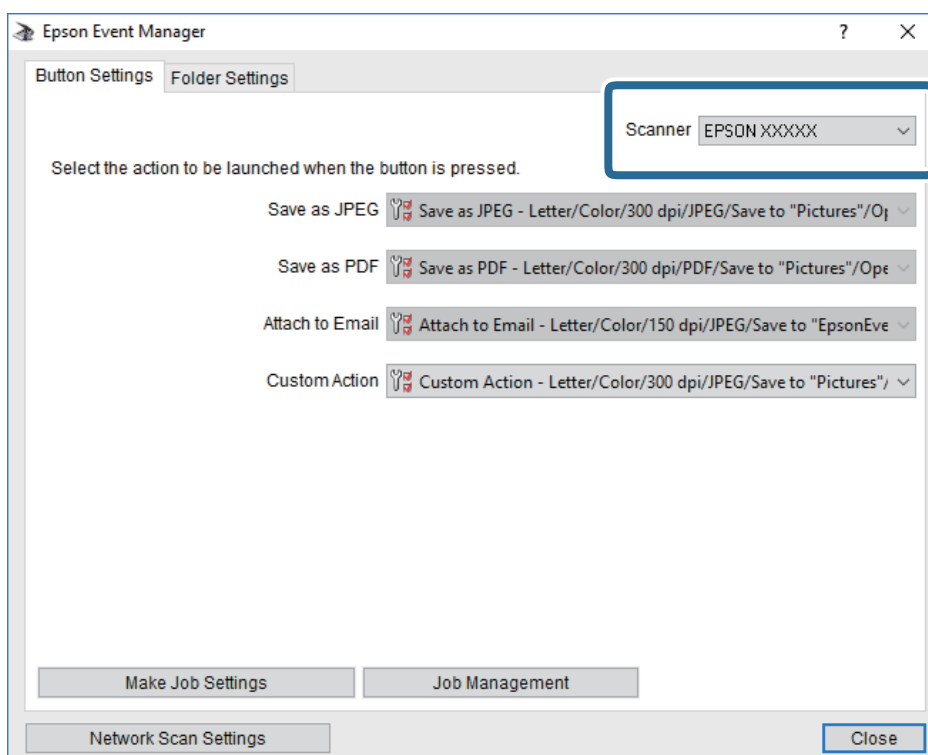 Epson Event Manager
Button Settings Folder Settings
Scanner EPSON XXXXX
Select the action to be launched when the button is pressed.
Save as JPEG Save as JPEG - Letter/Color/300 dpi/JPEG/Save to "Pictures"/Op
Save as PDF Save as PDF - Letter/Color/300 dpi/PDF/Save to "Pictures"/Ope
Attach to Email Attach to Email - Letter/Color/150 dpi/JPEG/Save to "EpsonEve
Custom Action Custom Action - Letter/Color/300 dpi/JPEG/Save to "Pictures"/
Make Job Settings Job Management
Network Scan Settings Close